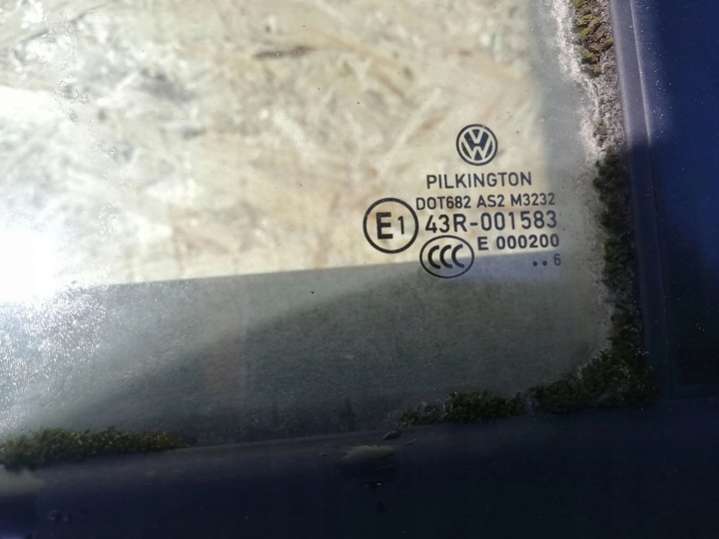 PILKINGTON
DOT682 AS2 M3232
E1 43R-001583
CCC E 000200
•• 6